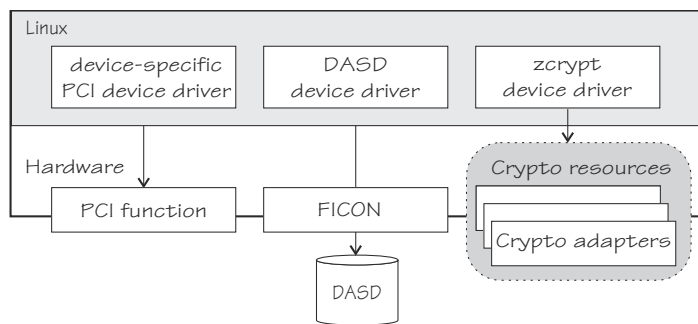 Linux
device-specific
PCI device driver
DASD
device driver
zcrypt
device driver
Hardware
Crypto resources
PCI function
FICON
Crypto adapters
DASD